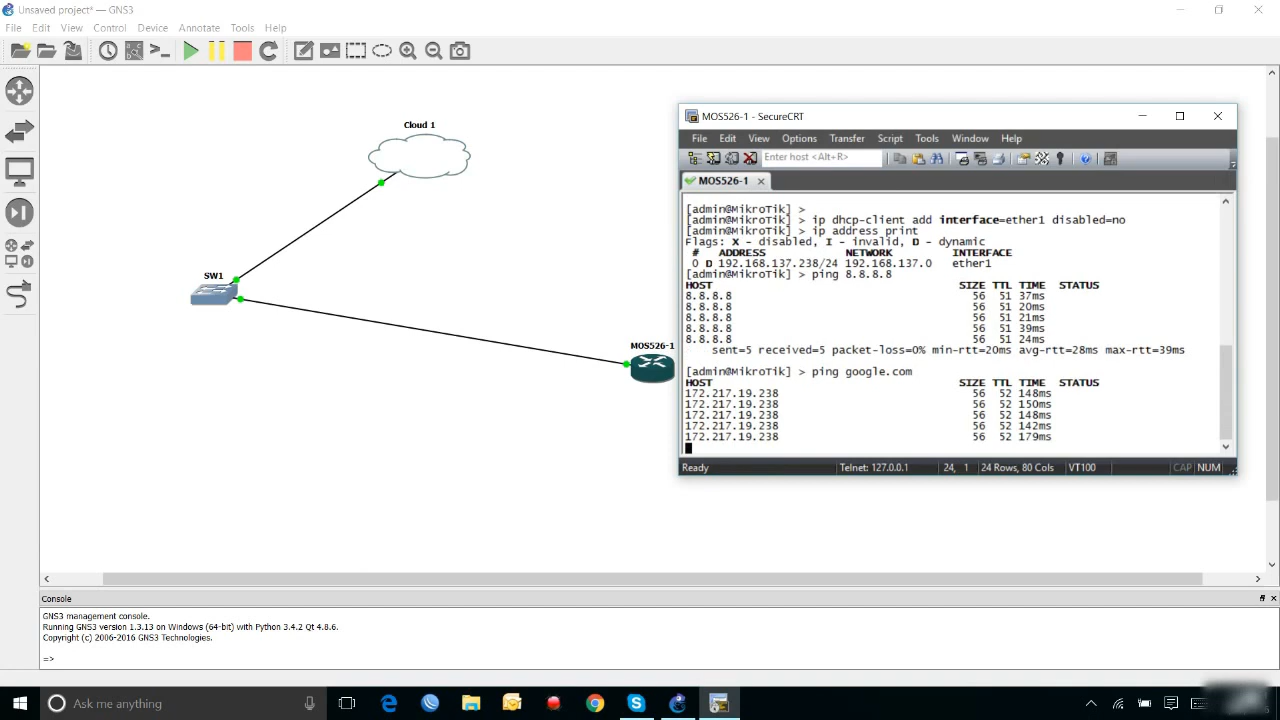 Unsaved project* — GNS3
File Edit View Control Device Annotate Tools Help
Cloud 1
SW1
MOS526-1
MOS526-1 - SecureCRT
File Edit View Options Transfer Script Tools Window Help
Enter host <Alt+R>
MOS526-1
[admin@MikroTik] >
[admin@MikroTik] > ip dhcp-client add interface=ether1 disabled=no
[admin@MikroTik] > ip address print
Flags: X - disabled, I - invalid, D - dynamic
# ADDRESS NETWORK INTERFACE
0 D 192.168.137.238/24 192.168.137.0 ether1
[admin@MikroTik] > ping 8.8.8.8
HOST SIZE TTL TIME STATUS
8.8.8.8 56 51 37ms
8.8.8.8 56 51 20ms
8.8.8.8 56 51 21ms
8.8.8.8 56 51 39ms
8.8.8.8 56 51 24ms
sent=5 received=5 packet-loss=0% min-rtt=20ms avg-rtt=28ms max-rtt=39ms
[admin@MikroTik] > ping google.com
HOST SIZE TTL TIME STATUS
172.217.19.238 56 52 148ms
172.217.19.238 56 52 150ms
172.217.19.238 56 52 148ms
172.217.19.238 56 52 142ms
172.217.19.238 56 52 179ms
Ready Telnet: 127.0.0.1 24, 1 24 Rows, 80 Cols VT100 CAP NUM
Console
GNS3 management console.
Running GNS3 version 1.3.13 on Windows (64-bit) with Python 3.4.2 Qt 4.8.6.
Copyright (c) 2006-2016 GNS3 Technologies.
=>
Ask me anything